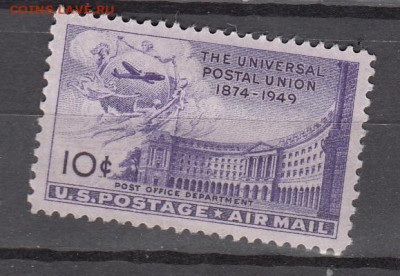 COINS.LAVE.RU
THE UNIVERSAL
POSTAL UNION
1874-1949
10¢
POST OFFICE DEPARTMENT
U.S. POSTAGE ★ AIR MAIL